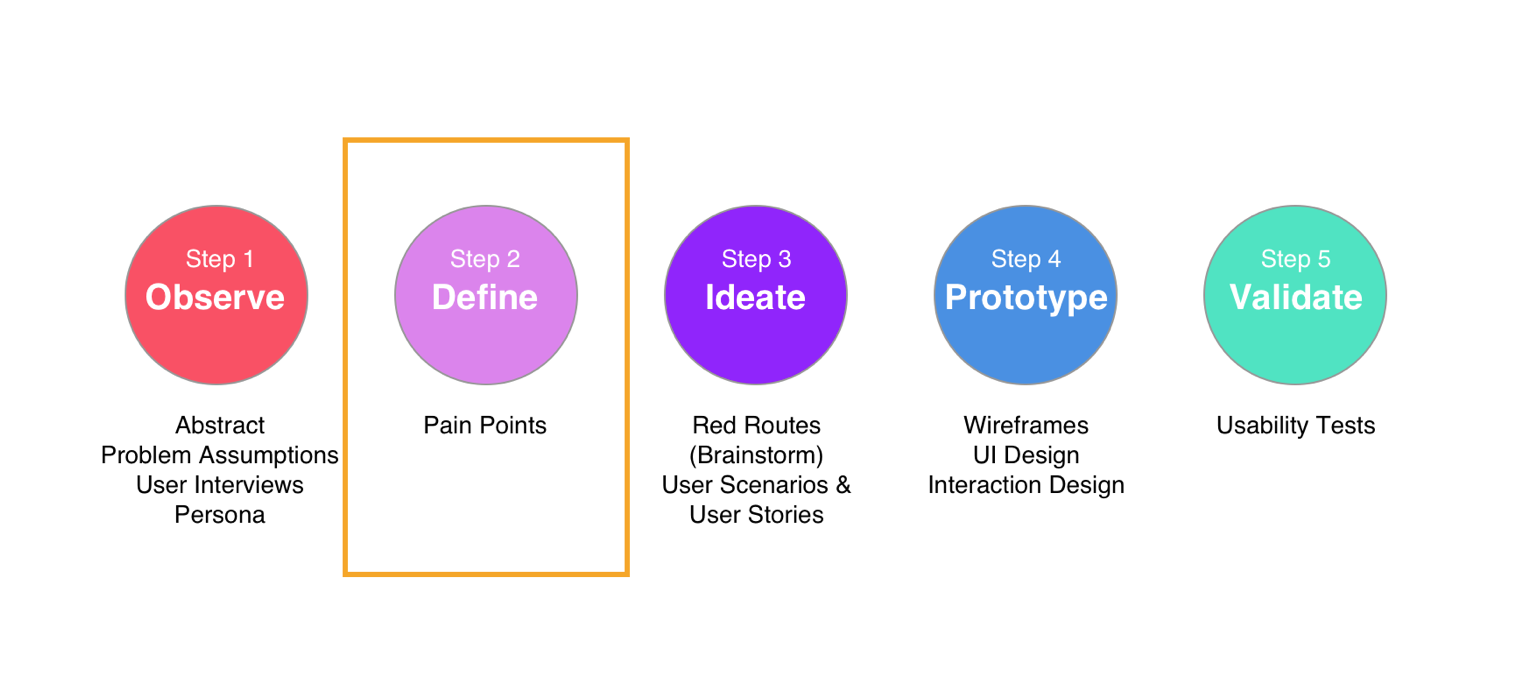 Step 1
Observe
Abstract
Problem Assumptions
User Interviews
Persona
Step 2
Define
Pain Points
Step 3
Ideate
Red Routes
(Brainstorm)
User Scenarios &
User Stories
Step 4
Prototype
Wireframes
UI Design
Interaction Design
Step 5
Validate
Usability Tests